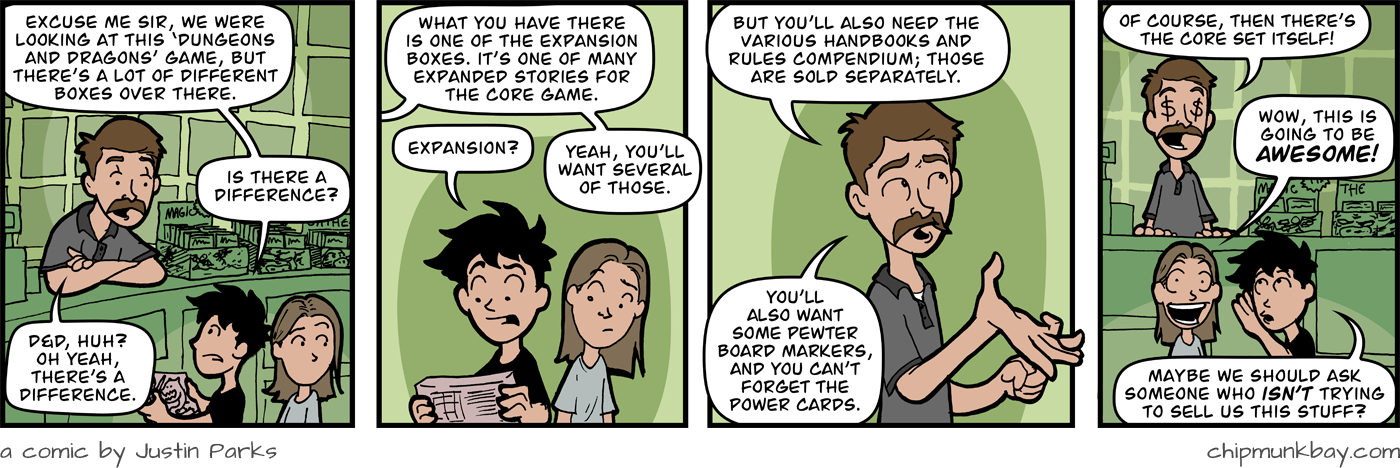 EXCUSE ME SIR, WE WERE
LOOKING AT THIS 'DUNGEONS
AND DRAGONS' GAME, BUT
THERE'S A LOT OF DIFFERENT
BOXES OVER THERE.
IS THERE A
DIFFERENCE?
MAGIC
THE
D&D, HUH?
OH YEAH,
THERE'S A
DIFFERENCE.
WHAT YOU HAVE THERE
IS ONE OF THE EXPANSION
BOXES. IT'S ONE OF MANY
EXPANDED STORIES FOR
THE CORE GAME.
EXPANSION?
YEAH, YOU'LL
WANT SEVERAL
OF THOSE.
BUT YOU'LL ALSO NEED THE
VARIOUS HANDBOOKS AND
RULES COMPENDIUM; THOSE
ARE SOLD SEPARATELY.
YOU'LL
ALSO WANT
SOME PEWTER
BOARD MARKERS,
AND YOU CAN'T
FORGET THE
POWER CARDS.
OF COURSE, THEN THERE'S
THE CORE SET ITSELF!
$ $
WOW, THIS IS
GOING TO BE
AWESOME!
THE
MAYBE WE SHOULD ASK
SOMEONE WHO ISN'T TRYING
TO SELL US THIS STUFF?
a comic by Justin Parks
chipmunkbay.com